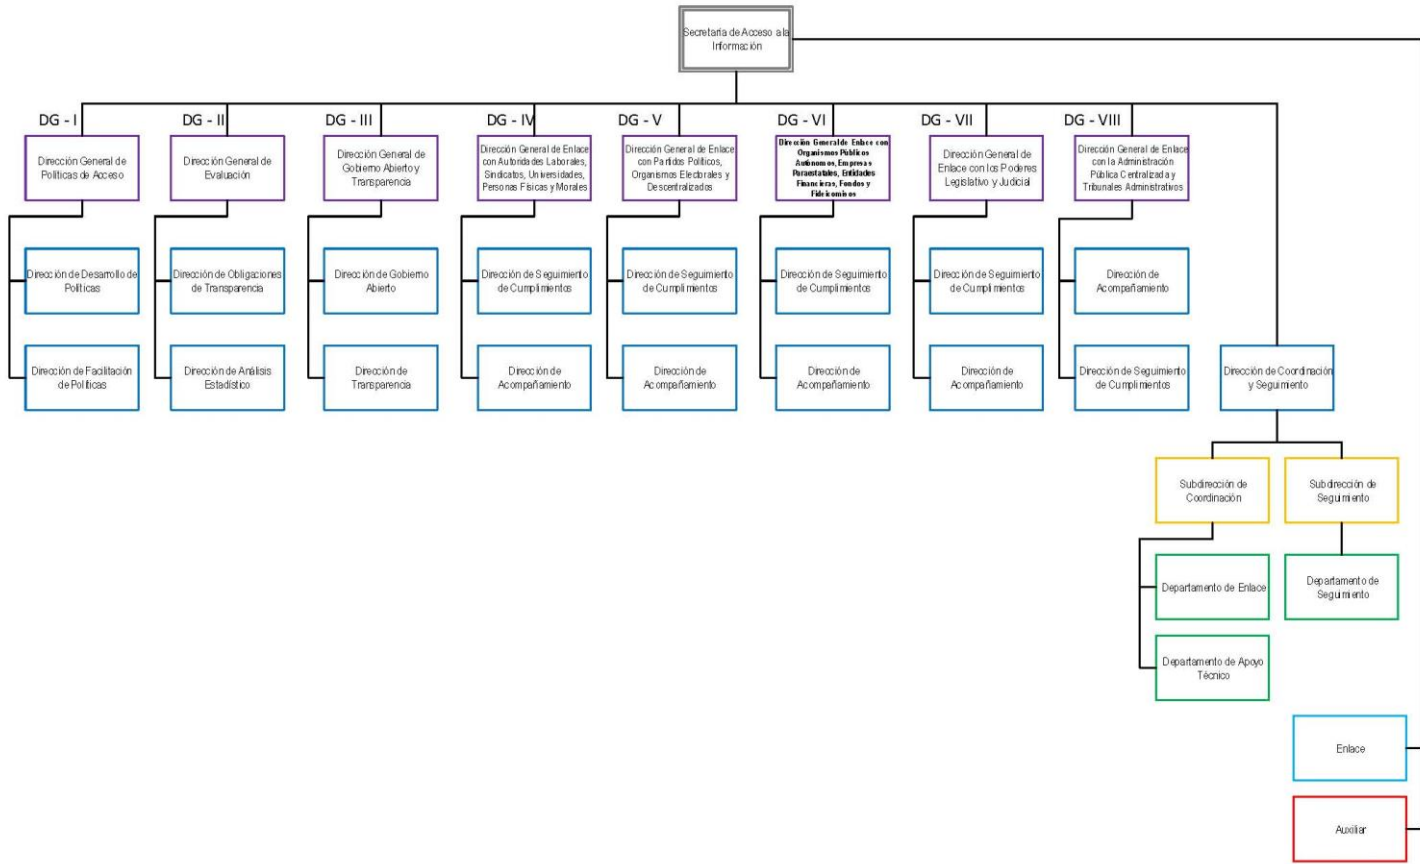 Secretaría de Acceso a la
Información
DG - I
DG - II
DG - III
DG - IV
DG - V
DG - VI
DG - VII
DG - VIII
Dirección General de
Políticas de Acceso
Dirección General de
Evaluación
Dirección General de
Gobierno Abierto y
Transparencia
Dirección General de Enlace
con Autoridades Laborales,
Sindicatos, Universidades,
Personas Físicas y Morales
Dirección General de Enlace
con Partidos Políticos,
Organismos Electorales y
Descentralizados
Dirección General de Enlace con
Organismos Públicos
Autónomos, Empresas
Paraestatales, Entidades
Financieras, Fondos y
Fideicomisos
Dirección General de
Enlace con los Poderes
Legislativo y Judicial
Dirección General de Enlace
con la Administración
Pública Centralizada y
Tribunales Administrativos
Dirección de Desarrollo de
Políticas
Dirección de Obligaciones
de Transparencia
Dirección de Gobierno
Abierto
Dirección de Seguimiento
de Cumplimientos
Dirección de Seguimiento
de Cumplimientos
Dirección de Seguimiento
de Cumplimientos
Dirección de Seguimiento
de Cumplimientos
Dirección de
Acompañamiento
Dirección de Facilitación
de Políticas
Dirección de Análisis
Estadístico
Dirección de
Transparencia
Dirección de
Acompañamiento
Dirección de
Acompañamiento
Dirección de
Acompañamiento
Dirección de
Acompañamiento
Dirección de Seguimiento
de Cumplimientos
Dirección de Coordinación
y Seguimiento
Subdirección de
Coordinación
Subdirección de
Seguimiento
Departamento de Enlace
Departamento de
Seguimiento
Departamento de Apoyo
Técnico
Enlace
Auxiliar